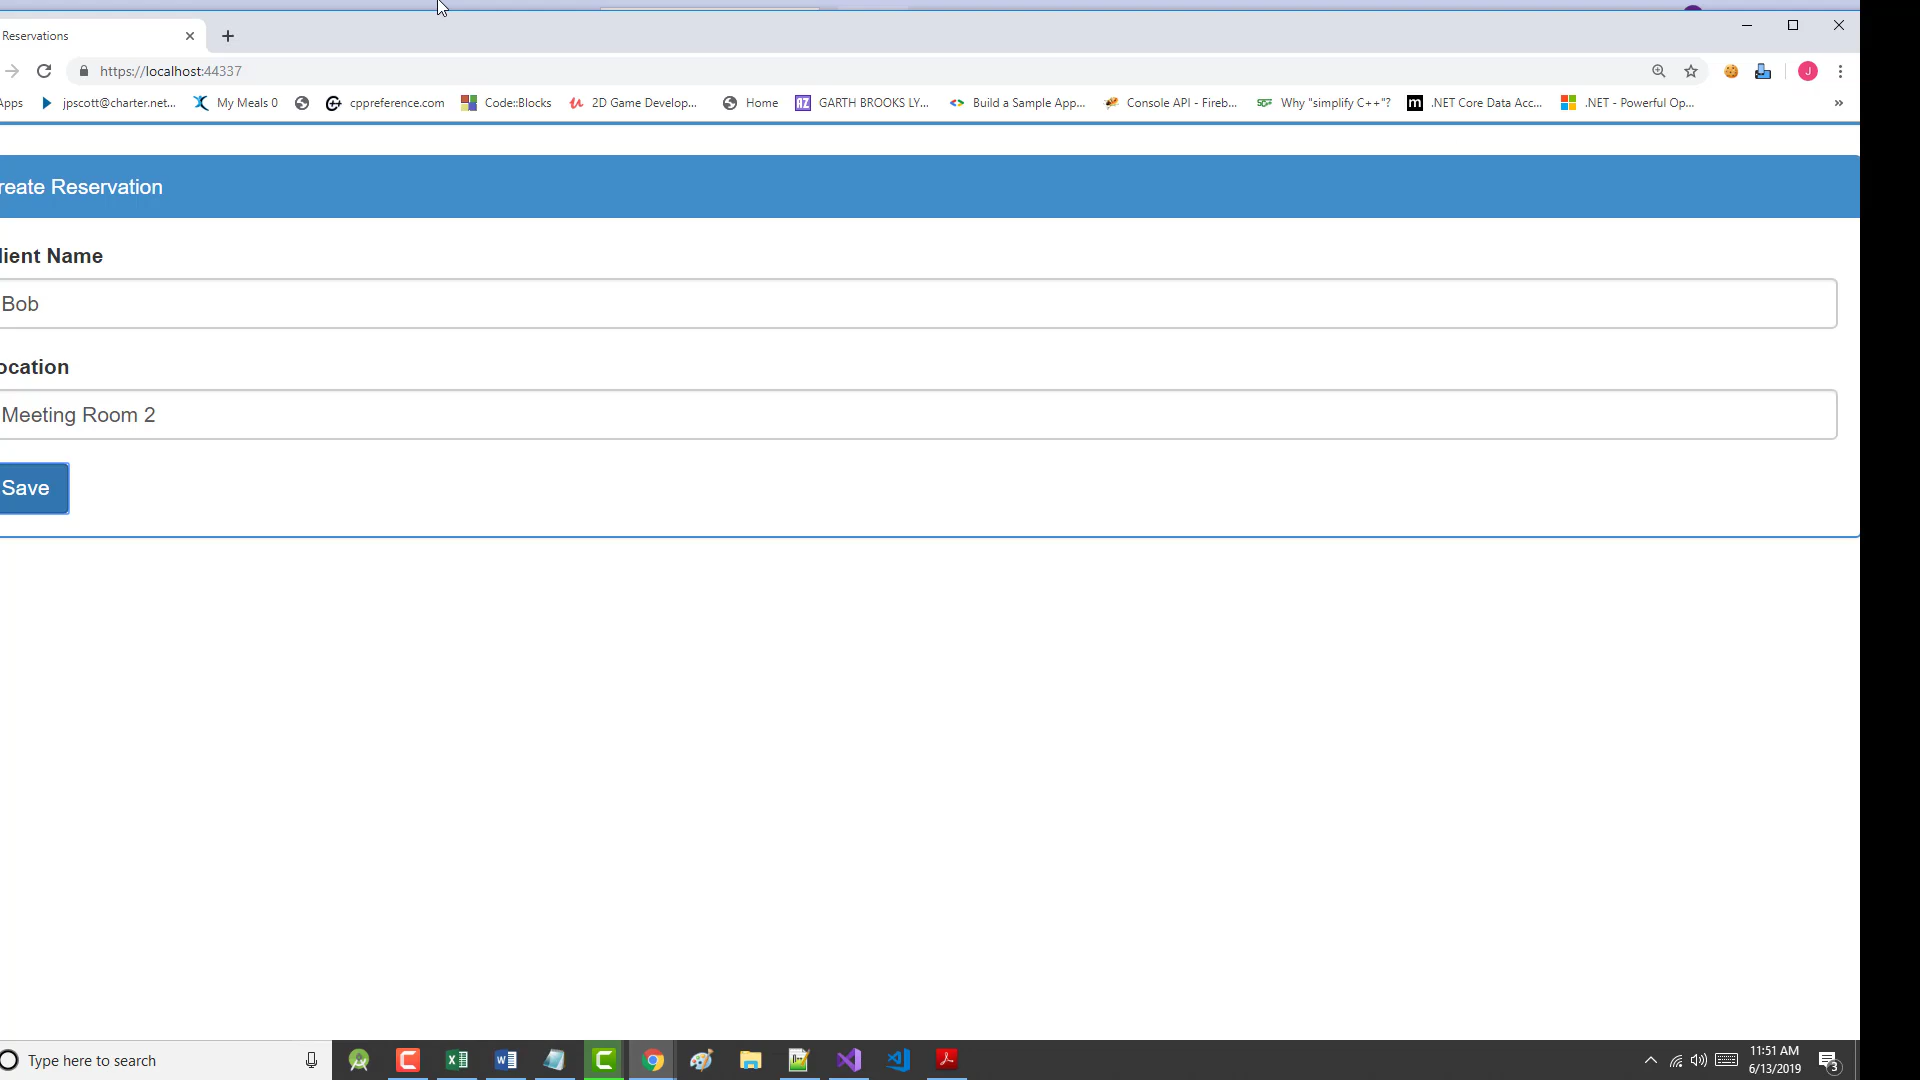 Reservations
https://localhost:44337
Apps jpscott@charter.net... My Meals 0 cppreference.com Code::Blocks 2D Game Develop... Home GARTH BROOKS LY... Build a Sample App... Console API - Fireb... Why "simplify C++"? .NET Core Data Acc... .NET - Powerful Op... »
reate Reservation
lient Name
Bob
ocation
Meeting Room 2
Save
Type here to search
11:51 AM
6/13/2019
3